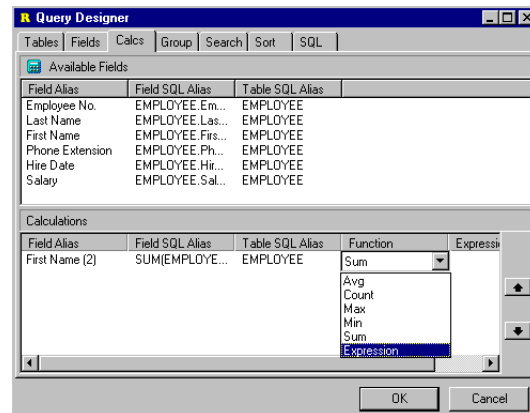 R Query Designer
Tables Fields Calcs Group Search Sort SQL
Available Fields
Field Alias Field SQL Alias Table SQL Alias
Employee No. EMPLOYEE.Em... EMPLOYEE
Last Name EMPLOYEE.Las... EMPLOYEE
First Name EMPLOYEE.Firs... EMPLOYEE
Phone Extension EMPLOYEE.Ph... EMPLOYEE
Hire Date EMPLOYEE.Hir... EMPLOYEE
Salary EMPLOYEE.Sal... EMPLOYEE
Calculations
Field Alias Field SQL Alias Table SQL Alias Function Expressi
First Name (2) SUM(EMPLOYE... EMPLOYEE Sum
Avg
Count
Max
Min
Sum
Expression
OK Cancel